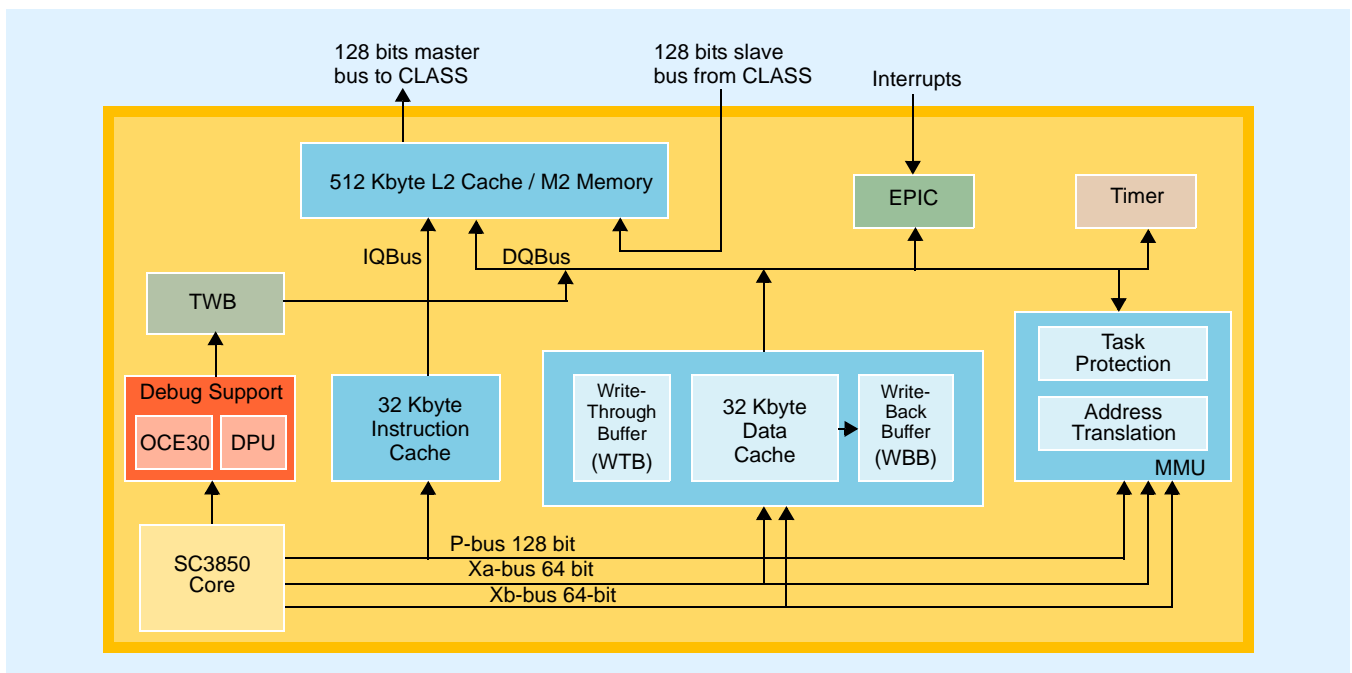 128 bits master
bus to CLASS
128 bits slave
bus from CLASS
Interrupts
512 Kbyte L2 Cache / M2 Memory
EPIC
Timer
IQBus
DQBus
TWB
Task
Protection
Address
Translation
MMU
Debug Support
OCE30
DPU
32 Kbyte
Instruction
Cache
Write-
Through
Buffer
(WTB)
32 Kbyte
Data
Cache
Write-
Back
Buffer
(WBB)
SC3850
Core
P-bus 128 bit
Xa-bus 64 bit
Xb-bus 64-bit